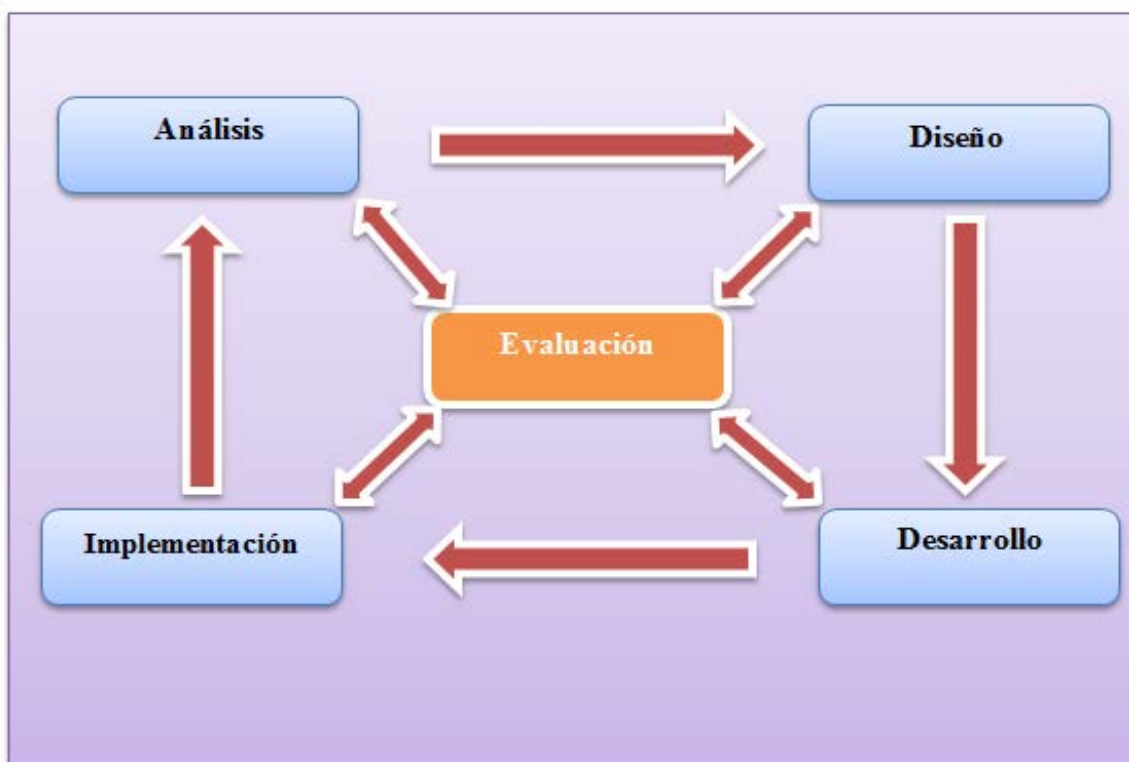 Análisis
Diseño
Evaluación
Implementación
Desarrollo